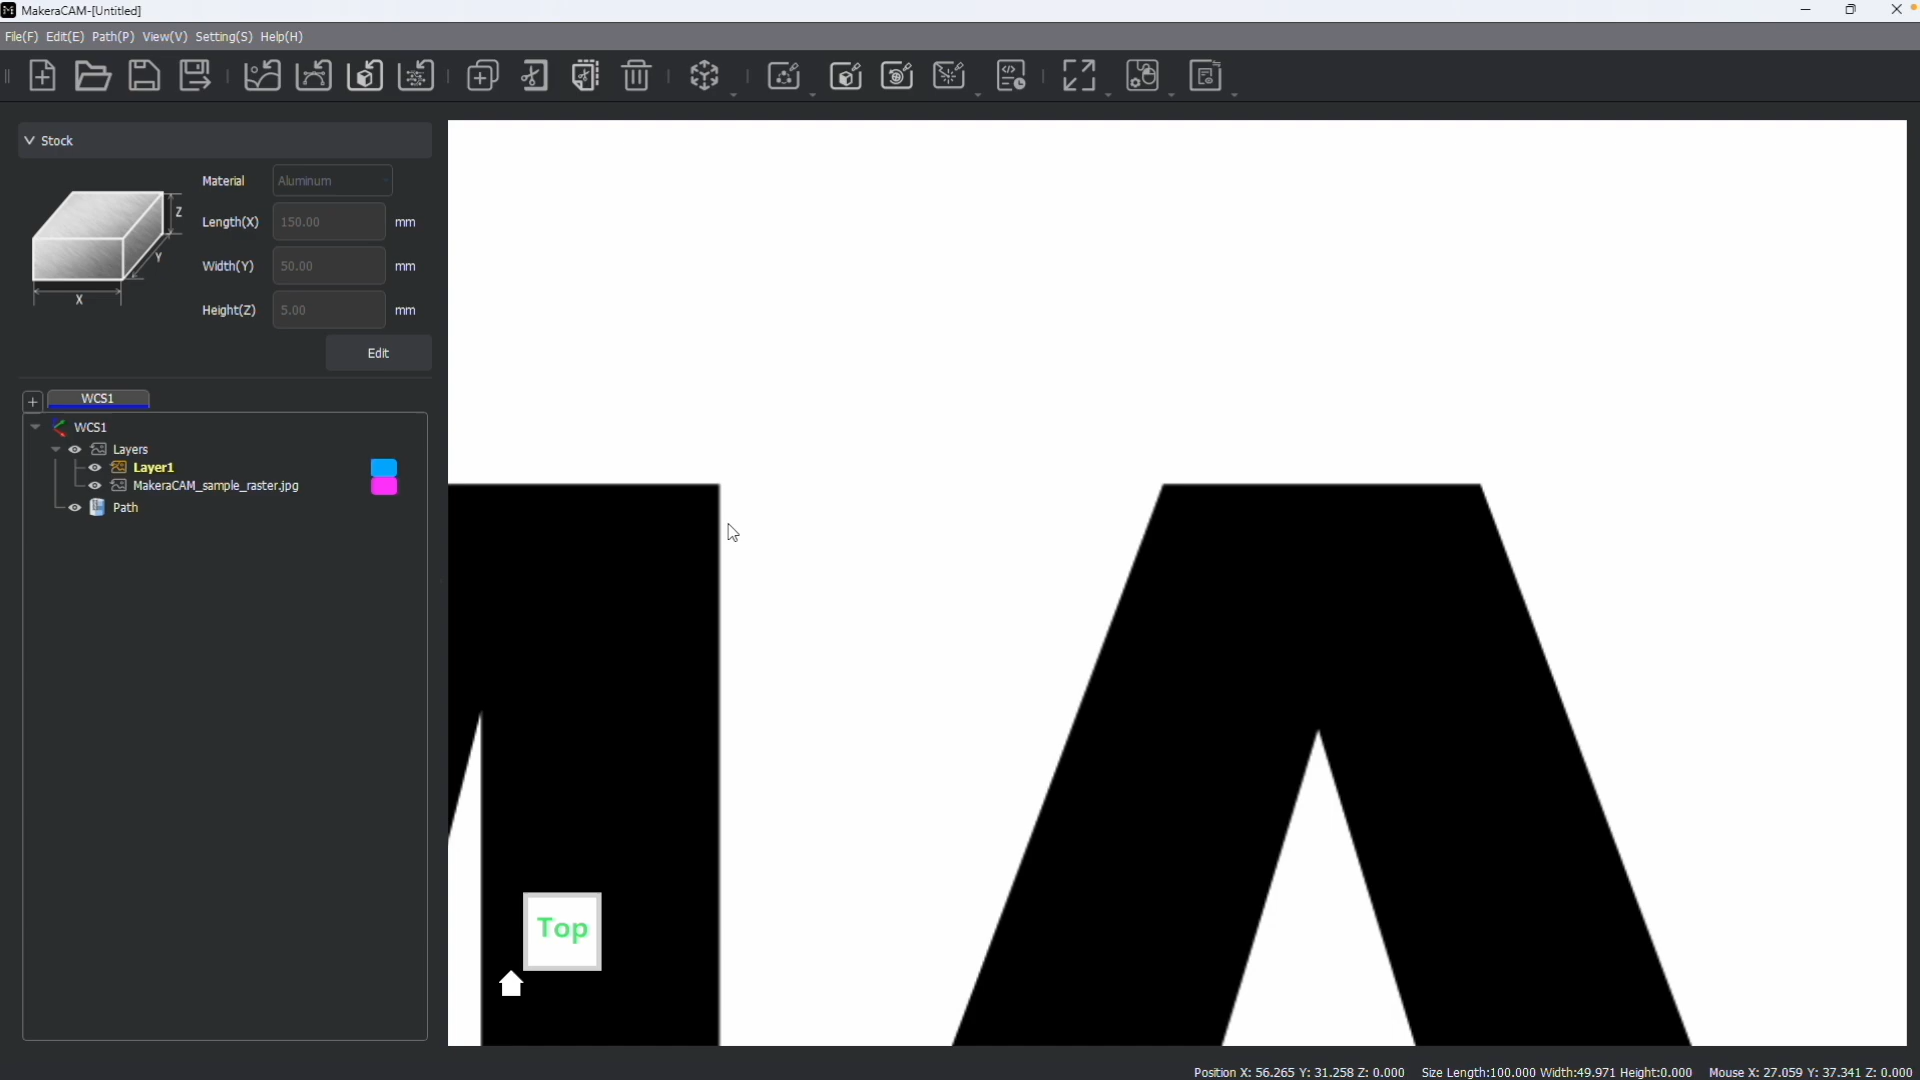 MakeraCAM-[Untitled]
File(F) Edit(E) Path(P) View(V) Setting(S) Help(H)
Stock
Material Aluminum
Z
Length(X) 150.00 mm
Y
Width(Y) 50.00 mm
X
Height(Z) 5.00 mm
Edit
+ WCS1
WCS1
Layers
Layer1
MakeraCAM_sample_raster.jpg
Path
Top
Position X: 56.265 Y: 31.258 Z: 0.000 Size Length:100.000 Width:49.971 Height:0.000 Mouse X: 27.059 Y: 37.341 Z: 0.000